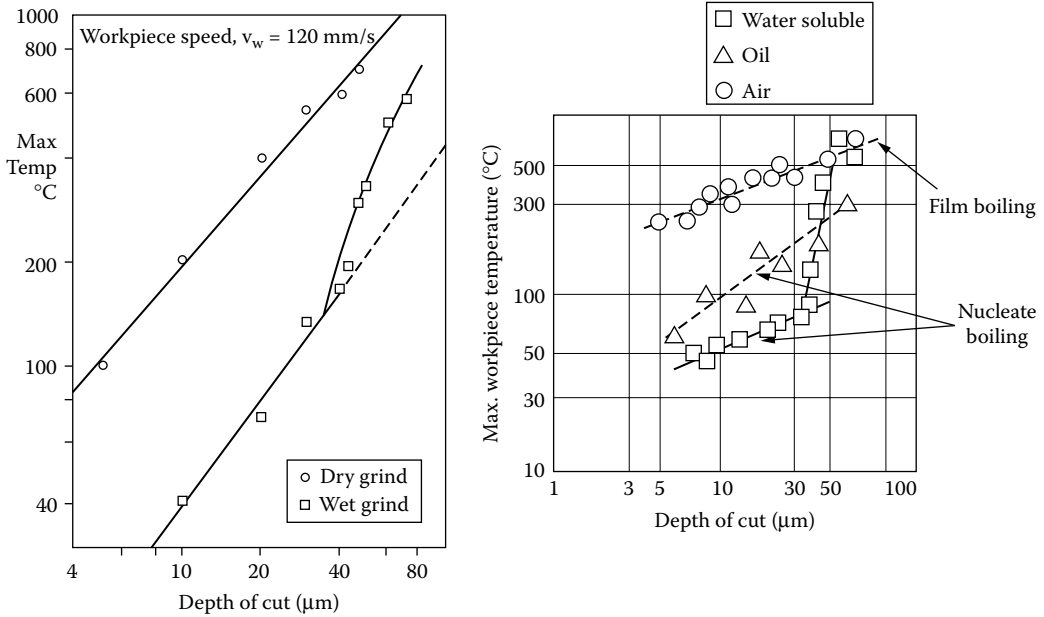 1000
800
600
Max
Temp
°C
200
100
40
Workpiece speed, v_w = 120 mm/s
Dry grind
Wet grind
4
10
20
40
80
Depth of cut (μm)
Water soluble
Oil
Air
Max. workpiece temperature (°C)
500
300
100
50
30
10
Film boiling
Nucleate
boiling
1
3
5
10
30
50
100
Depth of cut (μm)